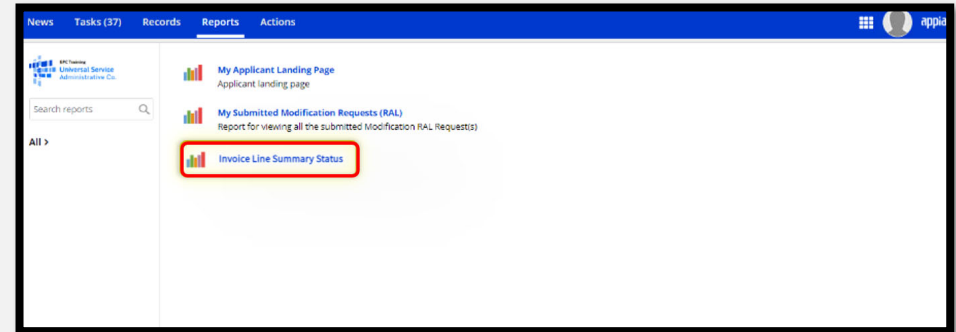 News Tasks (37) Records Reports Actions
EPC Training
Universal Service
Administrative Co.
Search reports
All >
My Applicant Landing Page
Applicant landing page
My Submitted Modification Requests (RAL)
Report for viewing all the submitted Modification RAL Request(s)
Invoice Line Summary Status